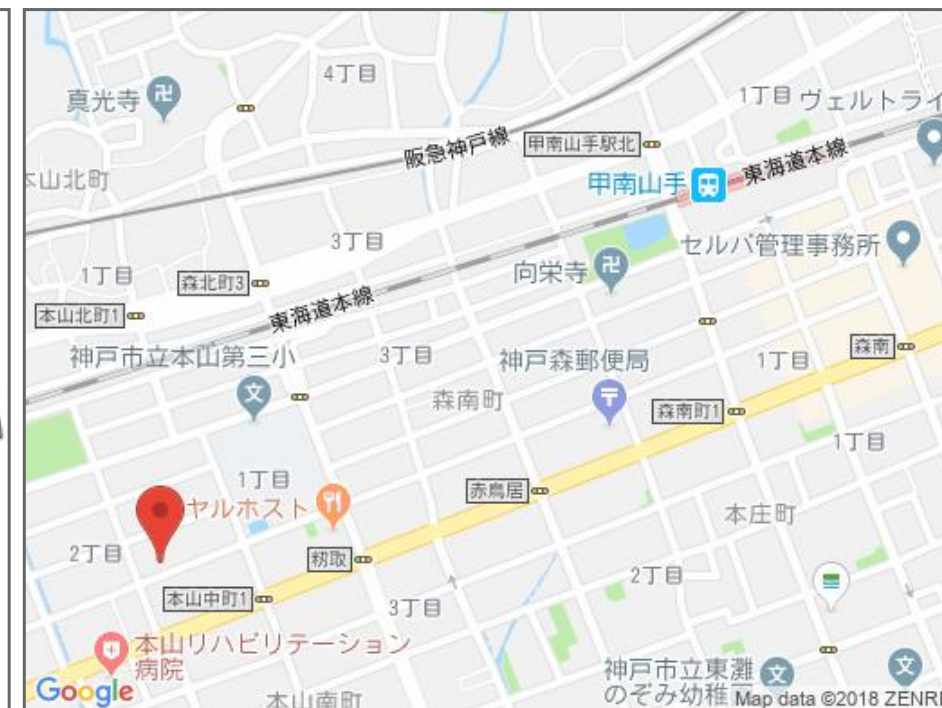 4丁目
真光寺
1丁目
ヴェルトライ
阪急神戸線
甲南山手駅北
本山北町
甲南山手
東海道本線
3丁目
セルバ管理事務所
向栄寺
1丁目
森北町3
本山北町1
東海道本線
神戸市立本山第三小
3丁目
神戸森郵便局
1丁目
森南
森南町
森南町1
1丁目
1丁目
赤鳥居
ヤルホスト
本庄町
2丁目
籾取
2丁目
本山中町1
3丁目
本山リハビリテーション
病院
神戸市立東灘
のぞみ幼稚園
本山南町
Google
Map data ©2018 ZENRI